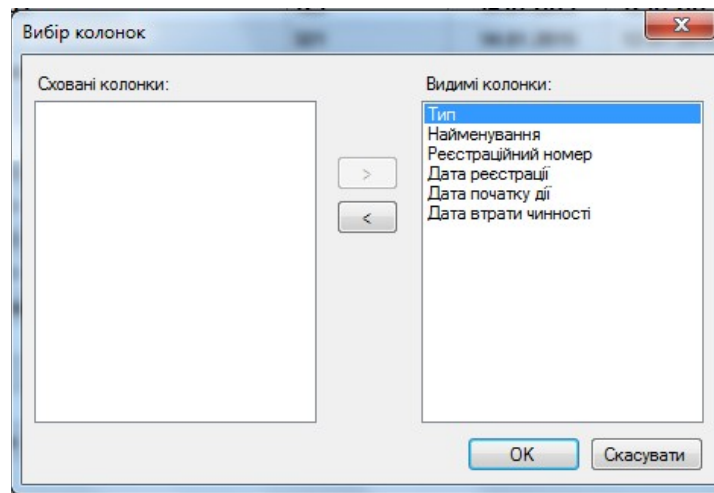 Вибір колонок
Сховані колонки:
Видимі колонки:
Тип
Найменування
Реєстраційний номер
Дата реєстрації
Дата початку дії
Дата втрати чинності
>
<
OK
Скасувати